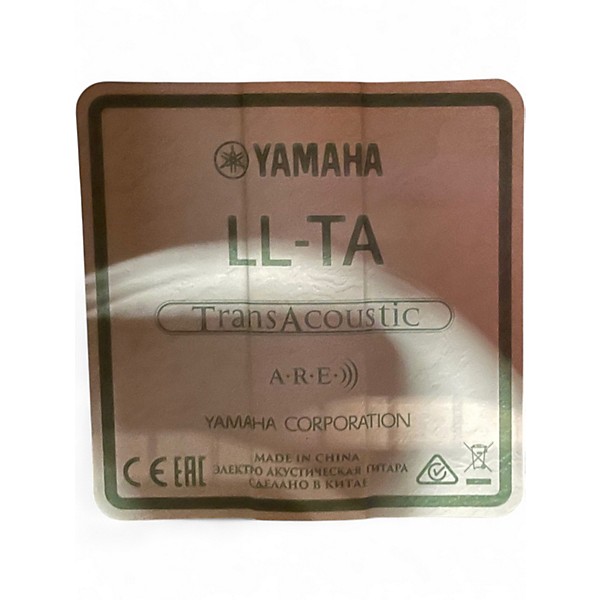 YAMAHA
LL-TA
TransAcoustic
A·R·E·
YAMAHA CORPORATION
CE EAC MADE IN CHINA
ЭЛЕКТРО АКУСТИЧЕСКАЯ ГИТАРА
СДЕЛАНО В КИТАЕ